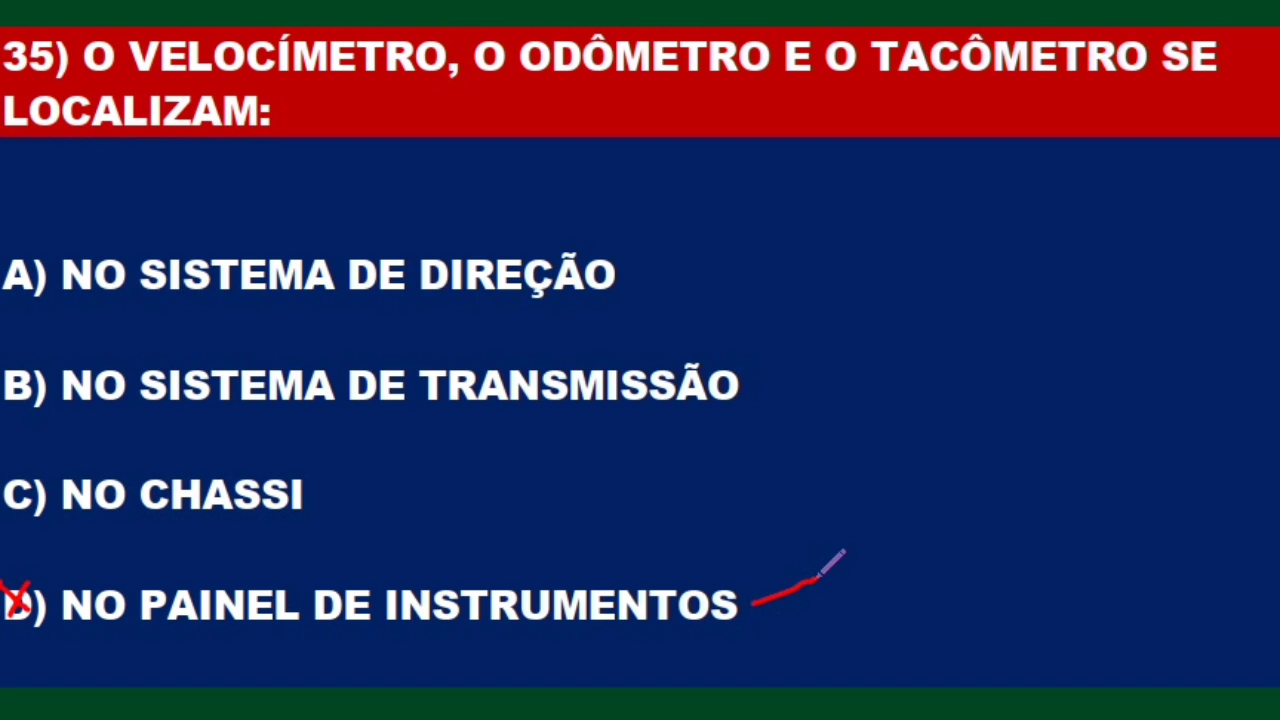 35) O VELOCÍMETRO, O ODÔMETRO E O TACÔMETRO SE
LOCALIZAM:
A) NO SISTEMA DE DIREÇÃO
B) NO SISTEMA DE TRANSMISSÃO
C) NO CHASSI
D) NO PAINEL DE INSTRUMENTOS